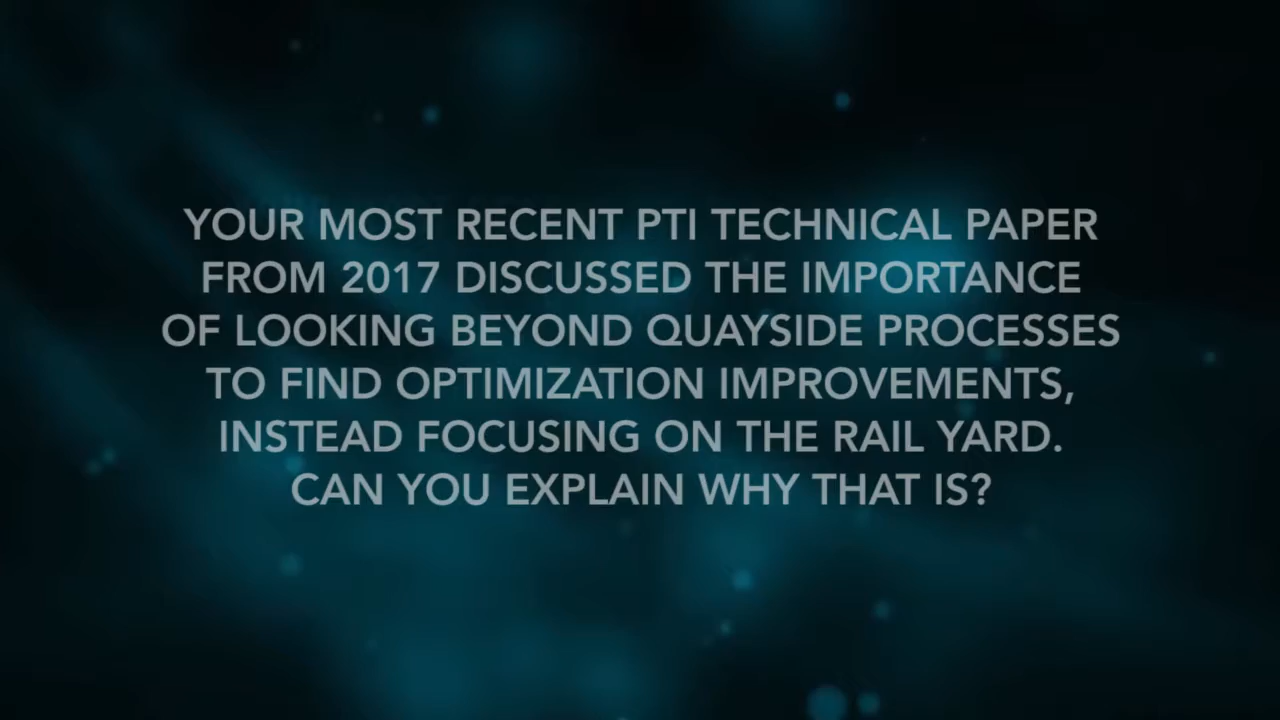 YOUR MOST RECENT PTI TECHNICAL PAPER
FROM 2017 DISCUSSED THE IMPORTANCE
OF LOOKING BEYOND QUAYSIDE PROCESSES
TO FIND OPTIMIZATION IMPROVEMENTS,
INSTEAD FOCUSING ON THE RAIL YARD.
CAN YOU EXPLAIN WHY THAT IS?